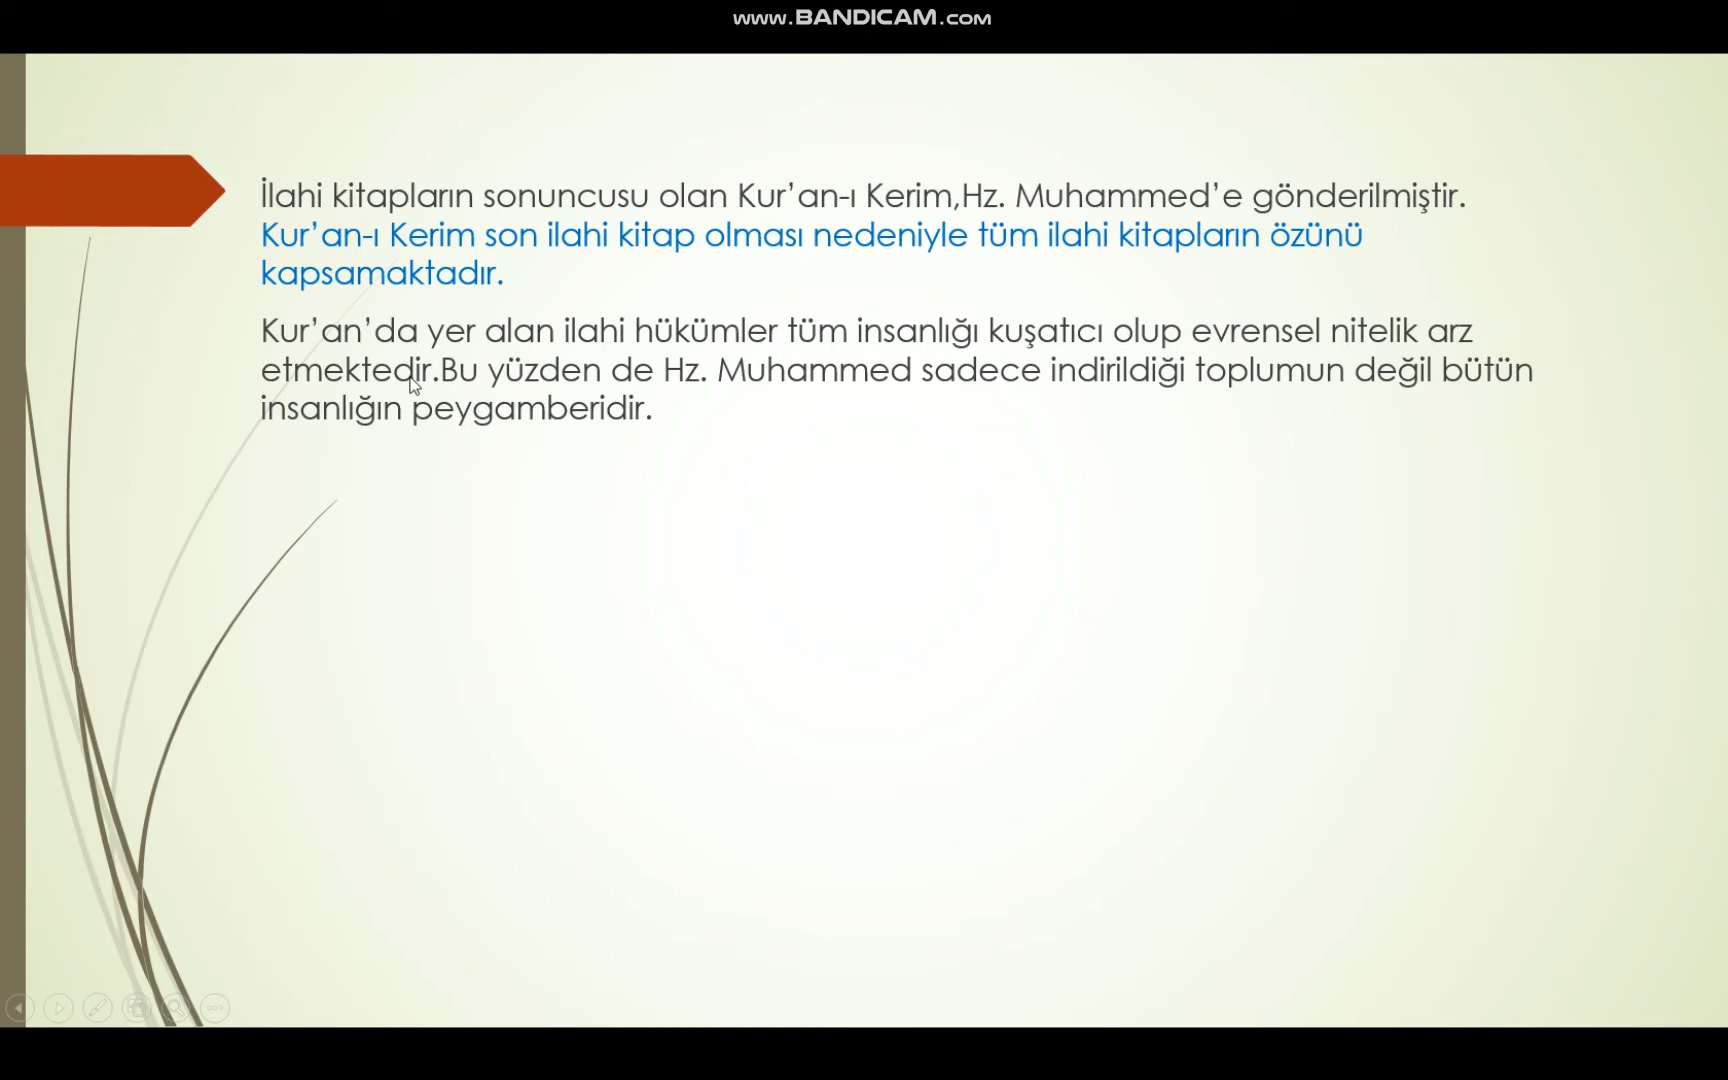 www.BANDICAM.com
İlahi kitapların sonuncusu olan Kur’an-ı Kerim,Hz. Muhammed’e gönderilmiştir.
Kur’an-ı Kerim son ilahi kitap olması nedeniyle tüm ilahi kitapların özünü
kapsamaktadır.
Kur’an’da yer alan ilahi hükümler tüm insanlığı kuşatıcı olup evrensel nitelik arz
etmektedir.Bu yüzden de Hz. Muhammed sadece indirildiği toplumun değil bütün
insanlığın peygamberidir.